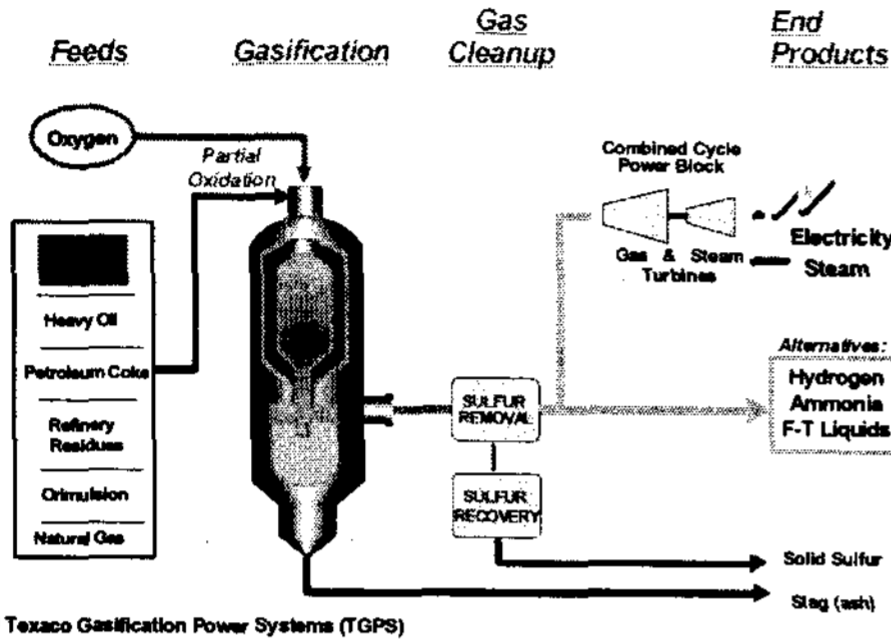 Feeds
Gasification
Gas
Cleanup
End
Products
Oxygen
Partial
Oxidation
Heavy Oil
Petroleum Coke
Refinery
Residues
Orimulsion
Natural Gas
SULFUR
REMOVAL
SULFUR
RECOVERY
Combined Cycle
Power Block
Gas & Steam
Turbines
Electricity
Steam
Alternatives:
Hydrogen
Ammonia
F-T Liquids
Solid Sulfur
Slag (ash)
Texaco Gasification Power Systems (TGPS)